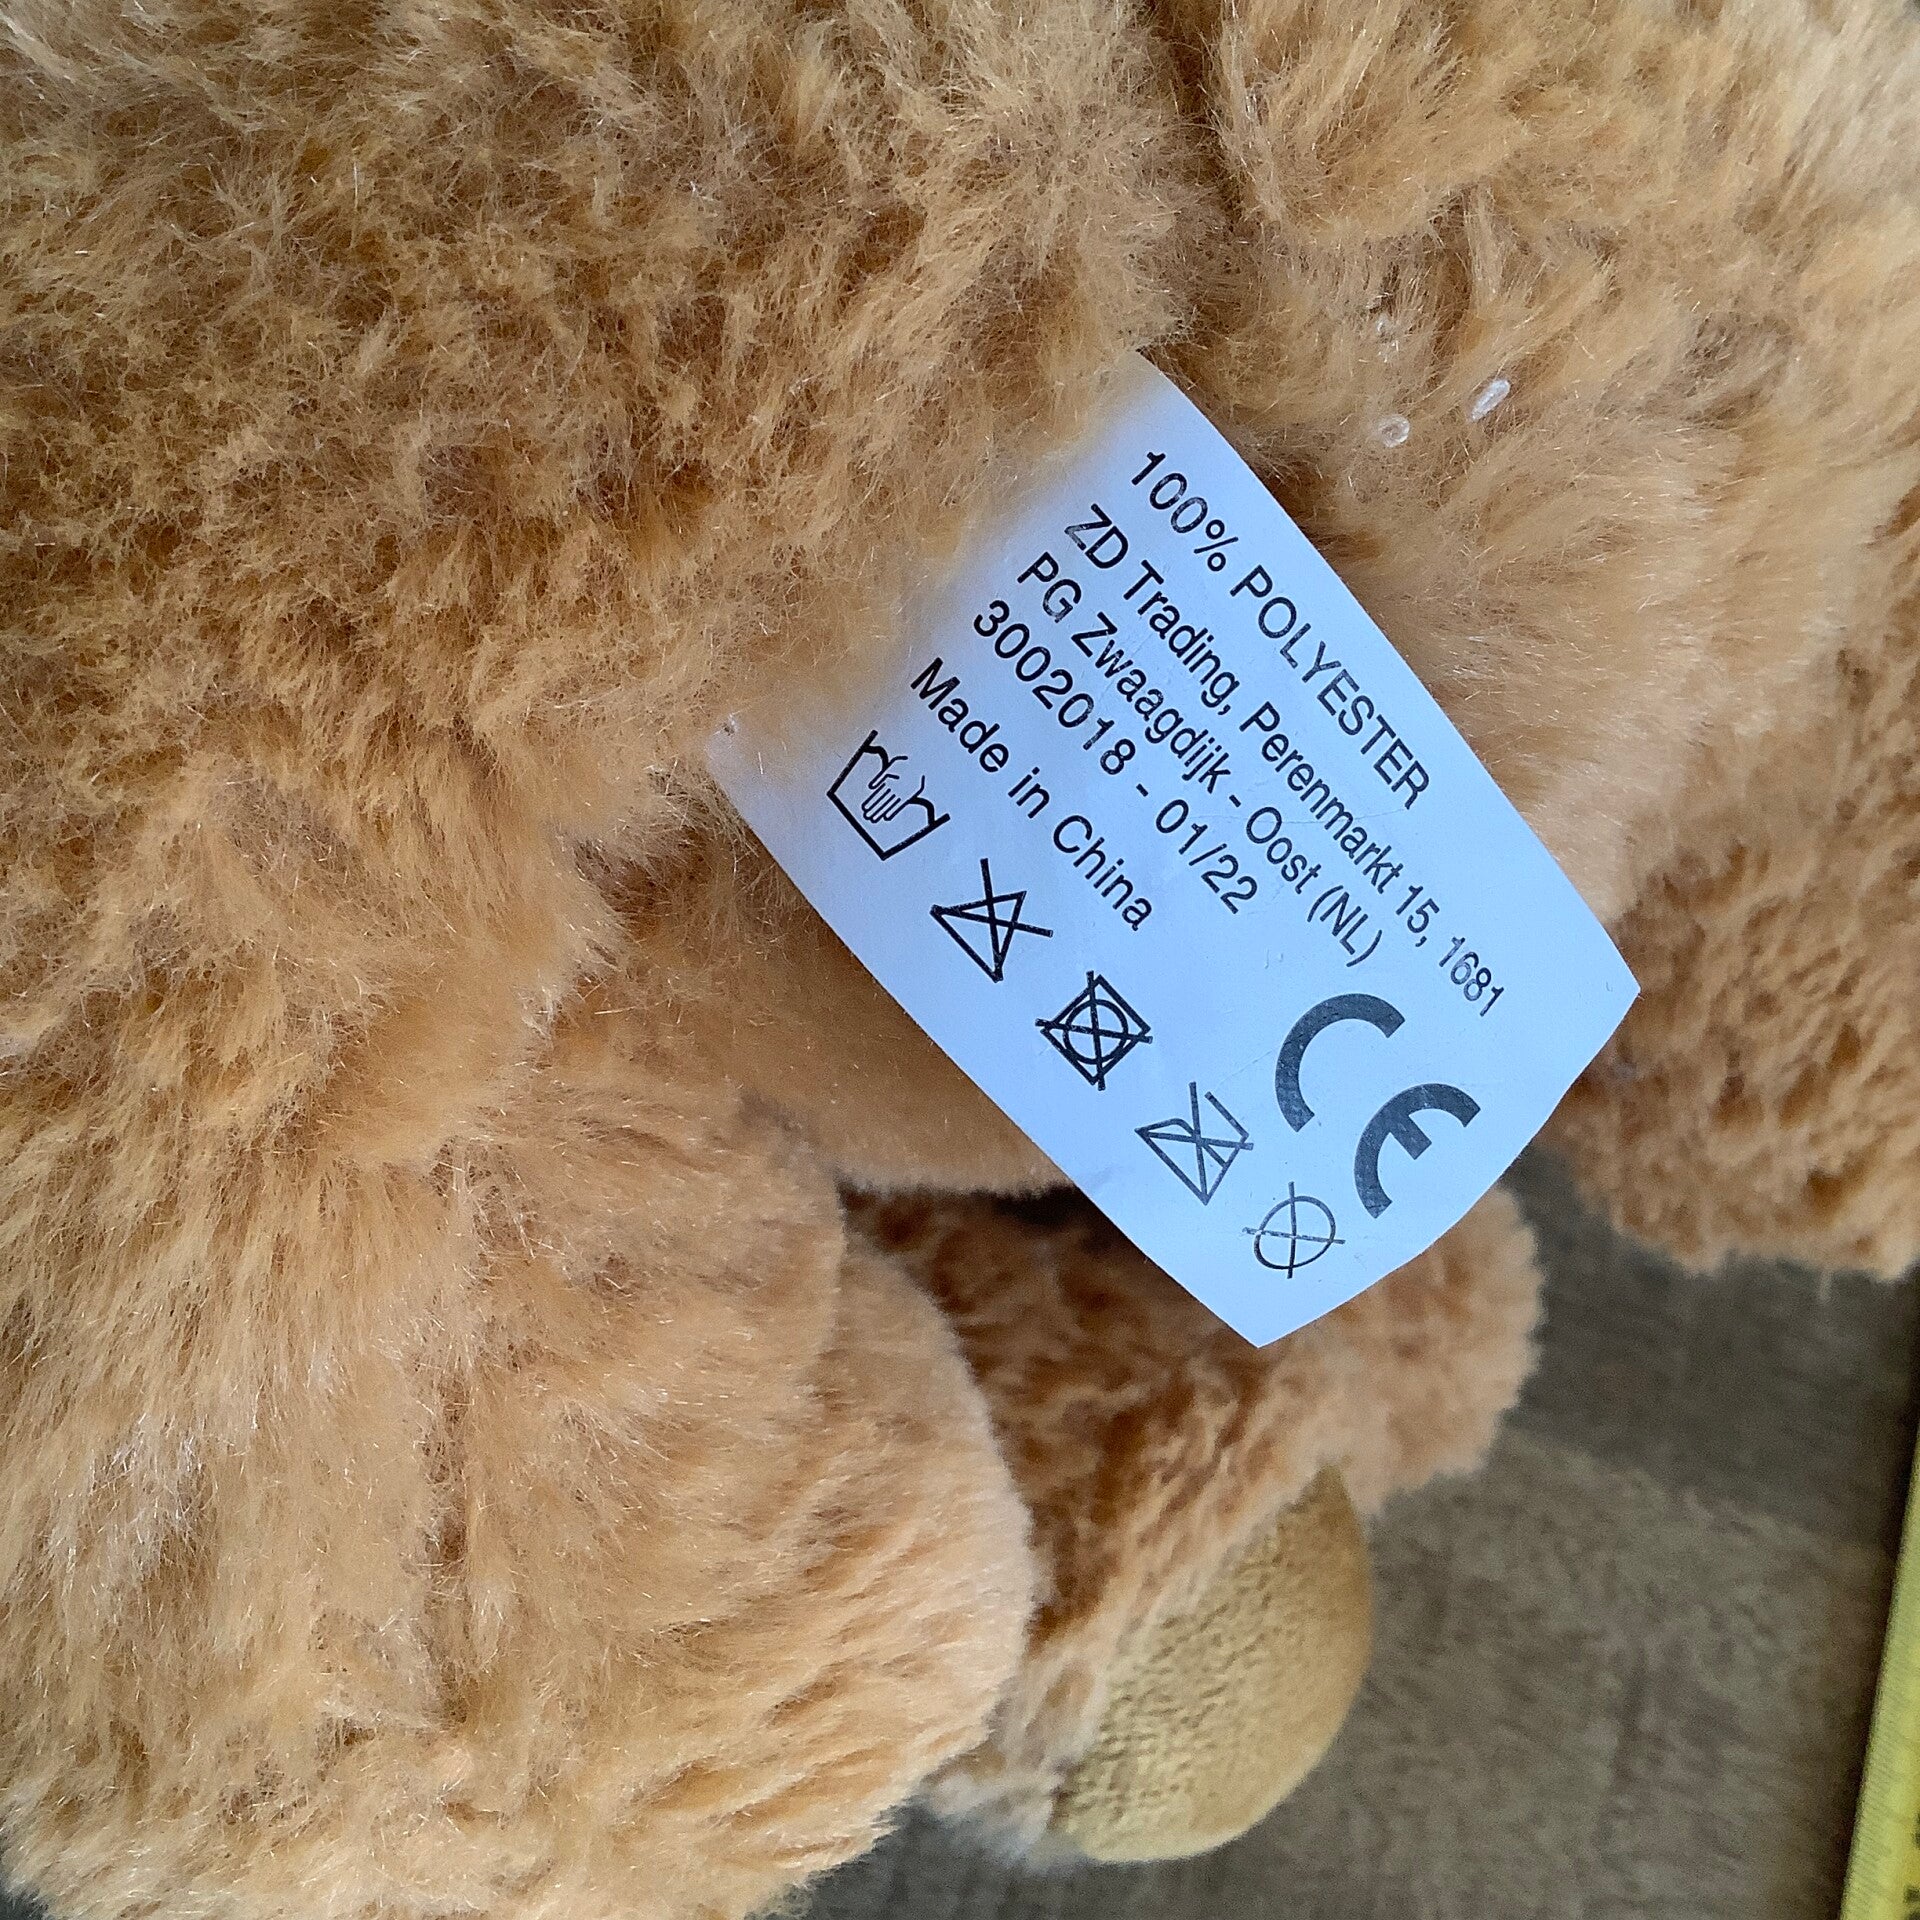 100% POLYESTER
ZD Trading, Perenmarkt 15, 1681
PG Zwaagdijk - Oost (NL)
3002018 - 01/22
Made in China
CE